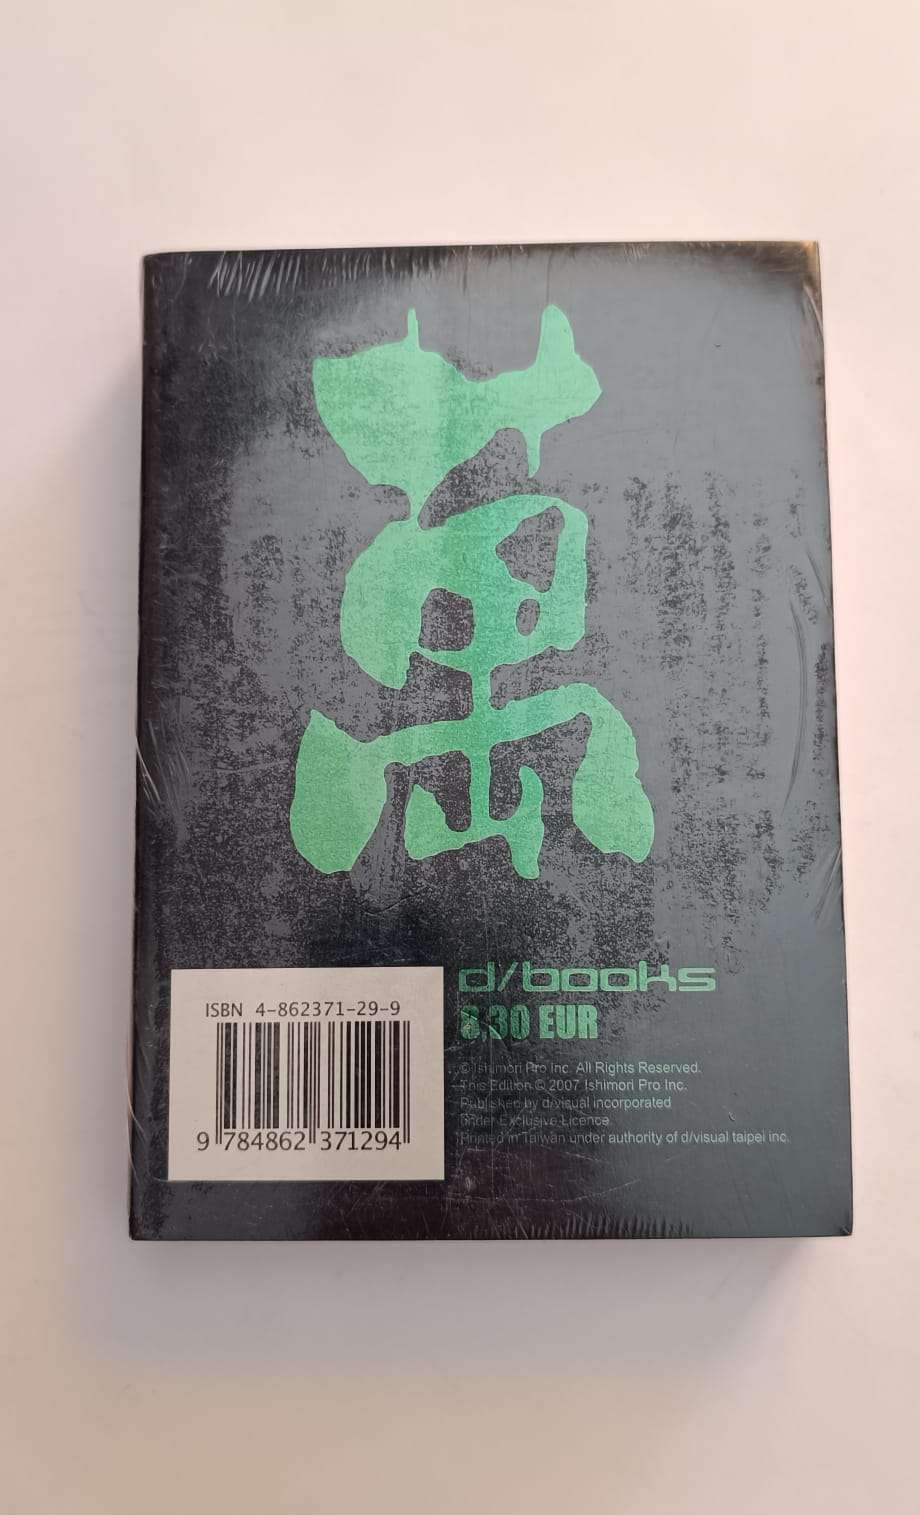 萬
d/books
8,30 EUR
ISBN 4-862371-29-9
9 784862 371294
© Ishimori Pro Inc. All Rights Reserved.
This Edition © 2007 Ishimori Pro Inc.
Published by d/visual incorporated
under Exclusive Licence
Printed in Taiwan under authority of d/visual taipei inc.